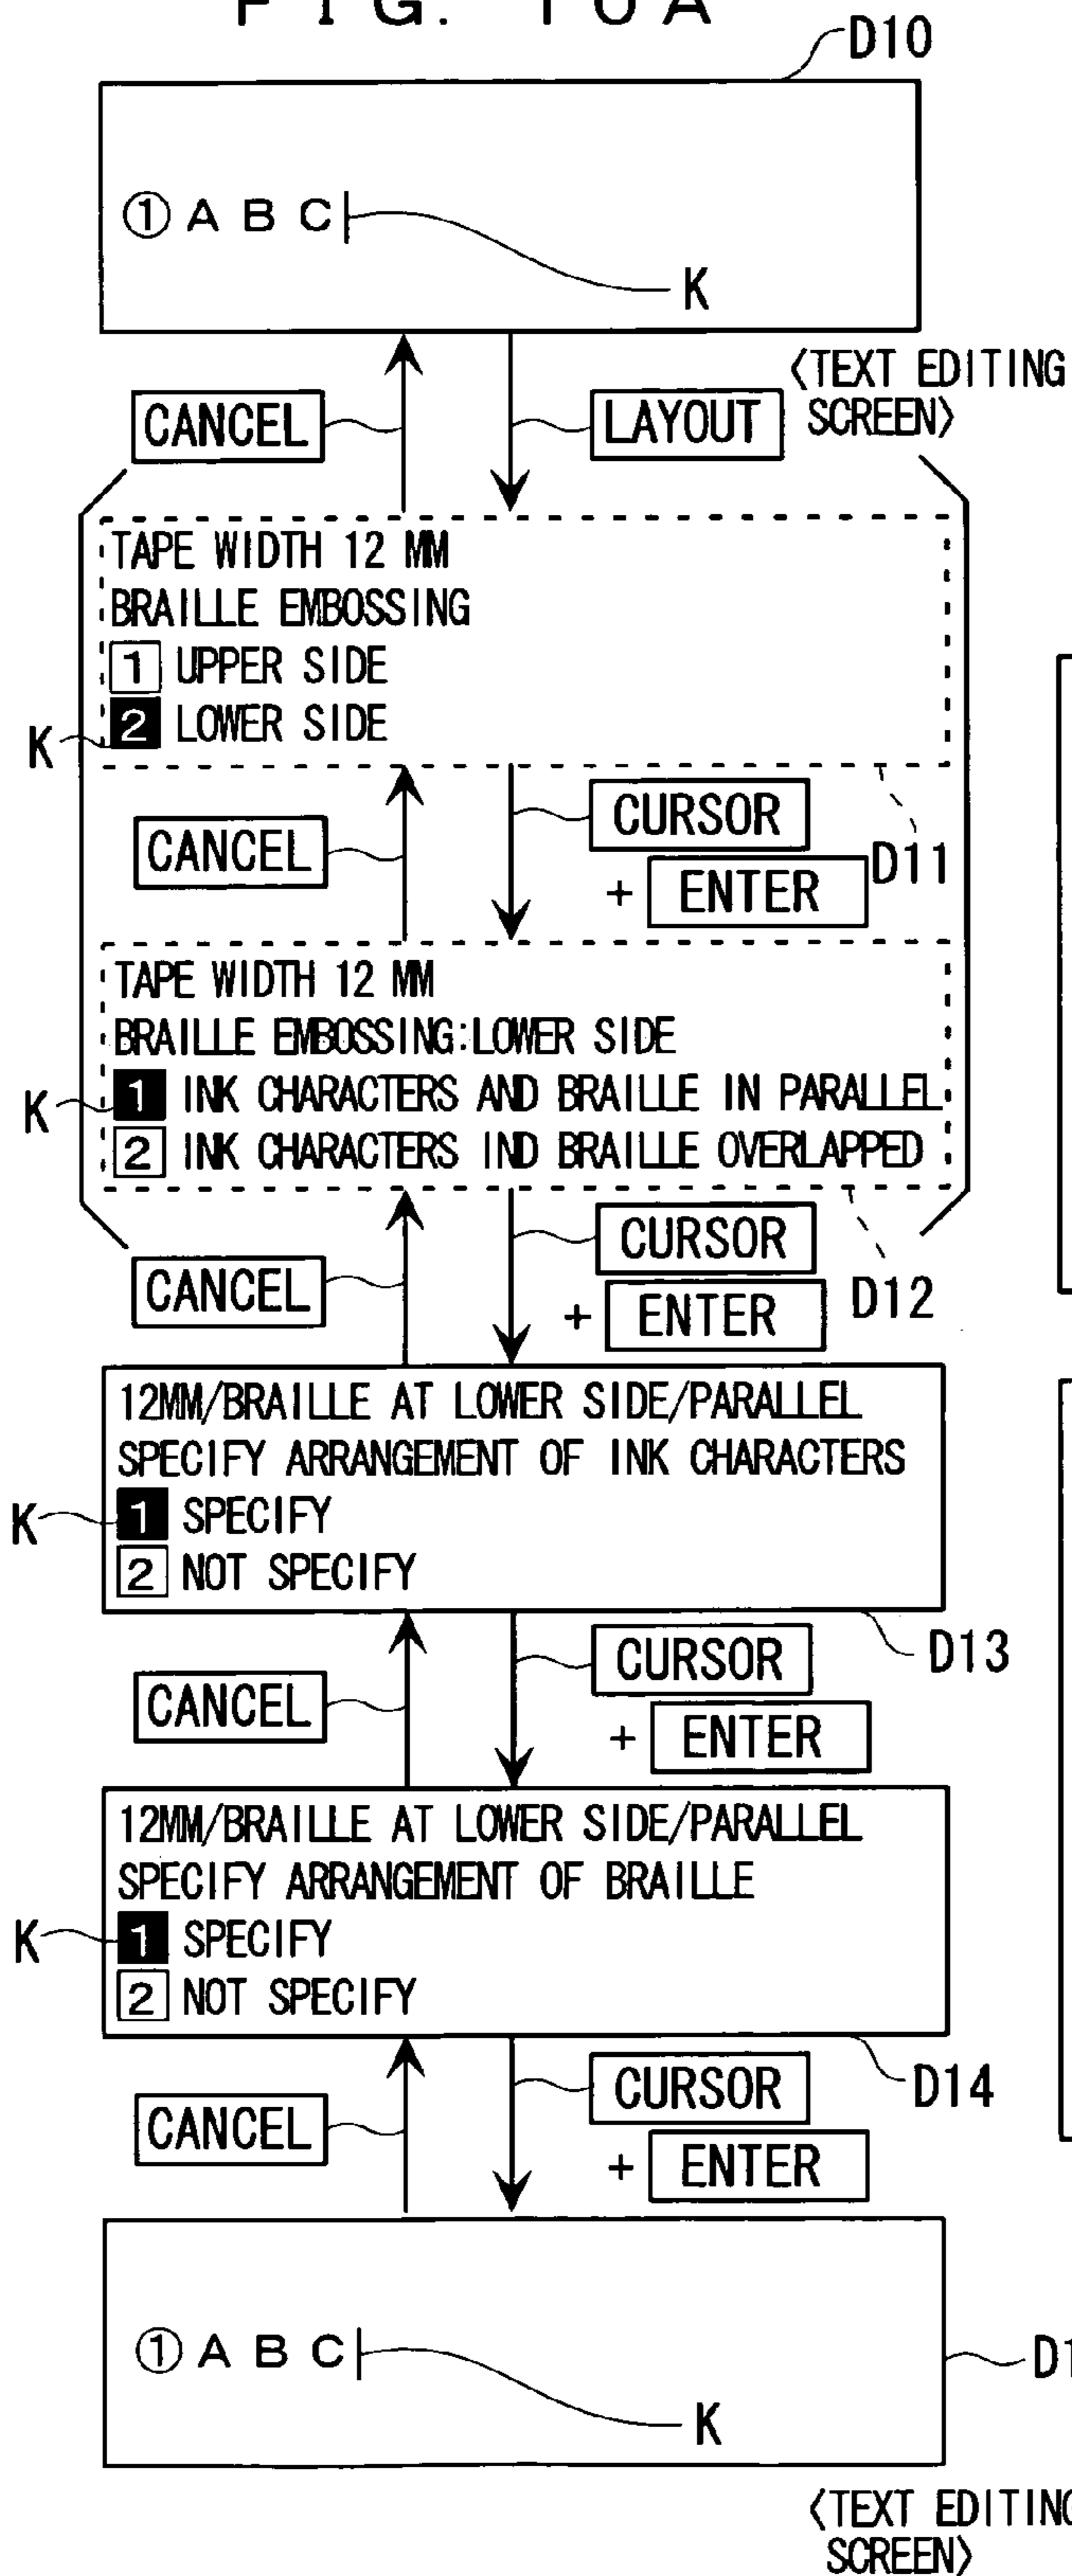 FIG. 10A
D10
①ABC
K
〈TEXT EDITING
SCREEN〉
CANCEL
LAYOUT
TAPE WIDTH 12 MM
BRAILLE EMBOSSING
1 UPPER SIDE
2 LOWER SIDE
K
CANCEL
CURSOR
+ ENTER
D11
TAPE WIDTH 12 MM
BRAILLE EMBOSSING:LOWER SIDE
1 INK CHARACTERS AND BRAILLE IN PARALLEL
2 INK CHARACTERS IND BRAILLE OVERLAPPED
K
CANCEL
CURSOR
+ ENTER
D12
12MM/BRAILLE AT LOWER SIDE/PARALLEL
SPECIFY ARRANGEMENT OF INK CHARACTERS
1 SPECIFY
2 NOT SPECIFY
K
D13
CANCEL
CURSOR
+ ENTER
12MM/BRAILLE AT LOWER SIDE/PARALLEL
SPECIFY ARRANGEMENT OF BRAILLE
1 SPECIFY
2 NOT SPECIFY
K
D14
CANCEL
CURSOR
+ ENTER
①ABC
K
〈TEXT EDITING
SCREEN〉